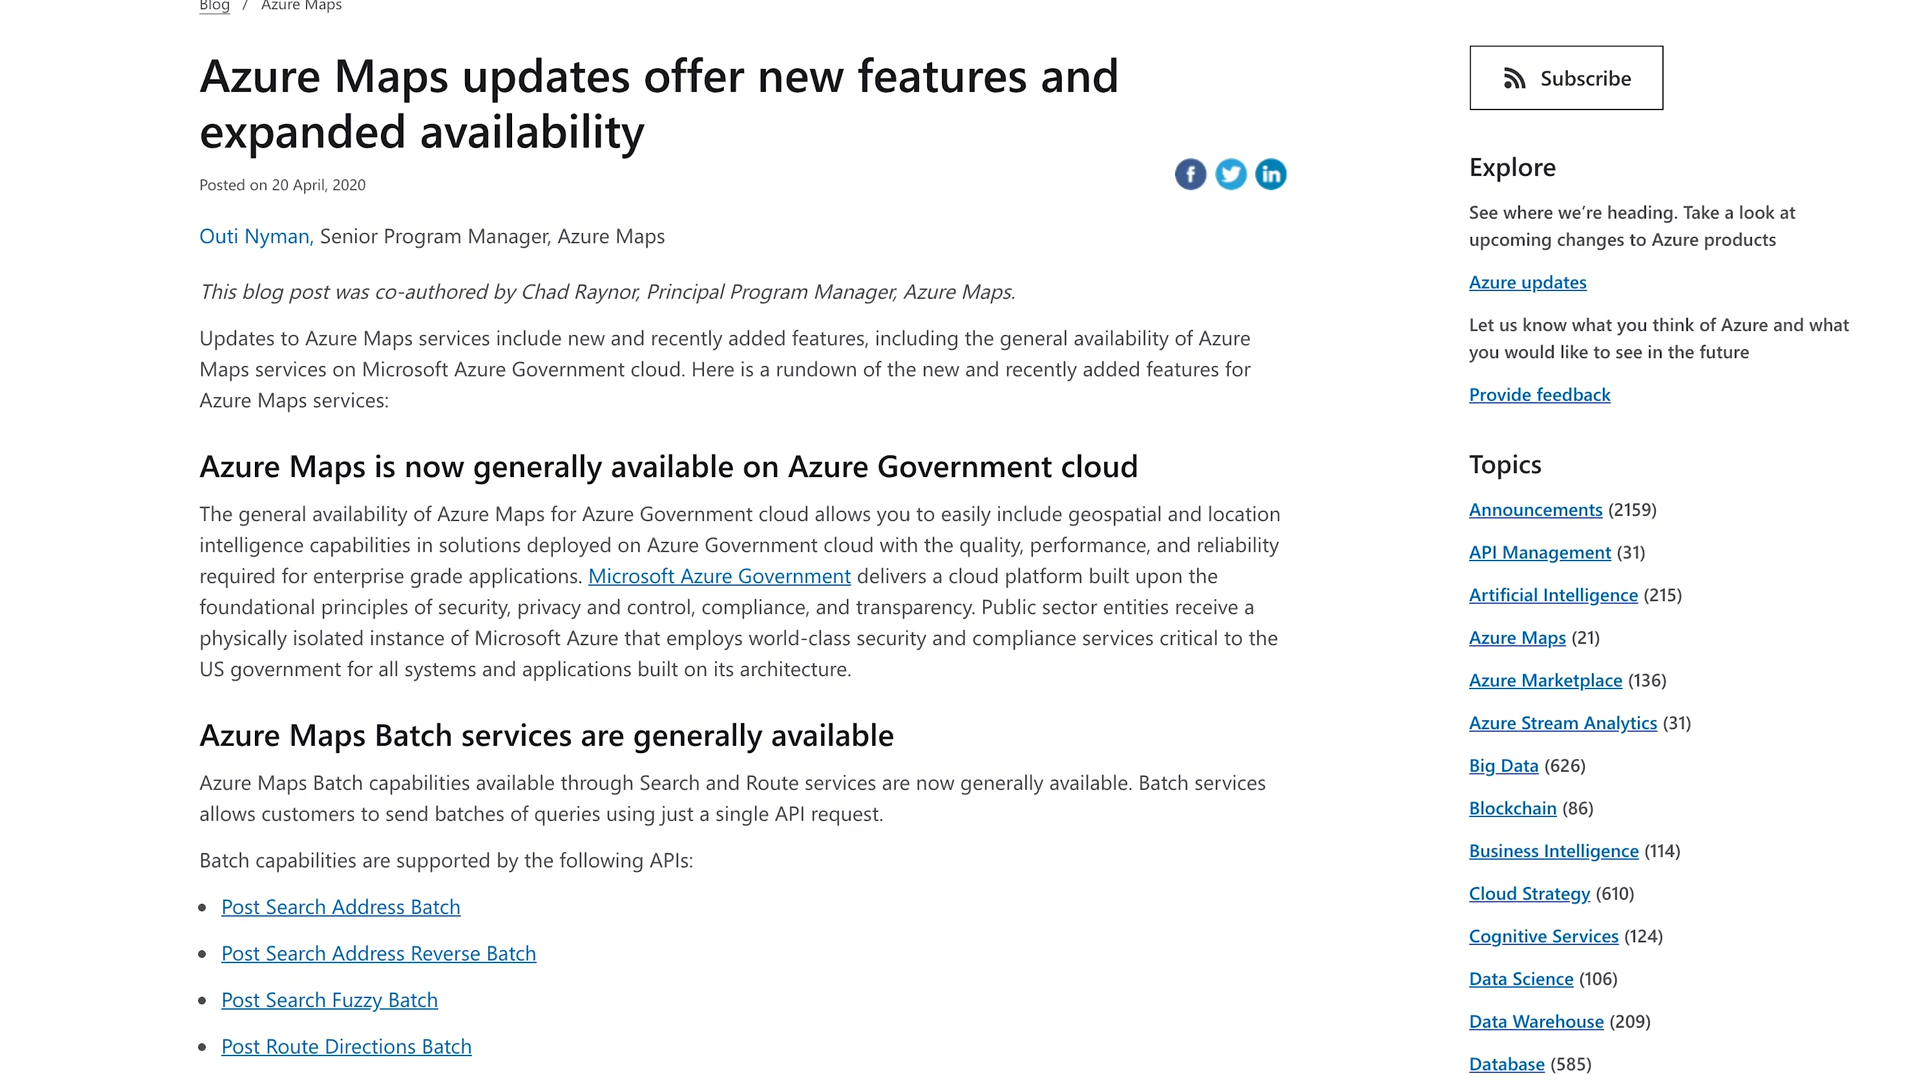 Blog / Azure Maps
Azure Maps updates offer new features and
expanded availability
Posted on 20 April, 2020
Outi Nyman, Senior Program Manager, Azure Maps
This blog post was co-authored by Chad Raynor, Principal Program Manager, Azure Maps.
Updates to Azure Maps services include new and recently added features, including the general availability of Azure
Maps services on Microsoft Azure Government cloud. Here is a rundown of the new and recently added features for
Azure Maps services:
Azure Maps is now generally available on Azure Government cloud
The general availability of Azure Maps for Azure Government cloud allows you to easily include geospatial and location
intelligence capabilities in solutions deployed on Azure Government cloud with the quality, performance, and reliability
required for enterprise grade applications. Microsoft Azure Government delivers a cloud platform built upon the
foundational principles of security, privacy and control, compliance, and transparency. Public sector entities receive a
physically isolated instance of Microsoft Azure that employs world-class security and compliance services critical to the
US government for all systems and applications built on its architecture.
Azure Maps Batch services are generally available
Azure Maps Batch capabilities available through Search and Route services are now generally available. Batch services
allows customers to send batches of queries using just a single API request.
Batch capabilities are supported by the following APIs:
• Post Search Address Batch
• Post Search Address Reverse Batch
• Post Search Fuzzy Batch
• Post Route Directions Batch
Subscribe
Explore
See where we're heading. Take a look at
upcoming changes to Azure products
Azure updates
Let us know what you think of Azure and what
you would like to see in the future
Provide feedback
Topics
Announcements (2159)
API Management (31)
Artificial Intelligence (215)
Azure Maps (21)
Azure Marketplace (136)
Azure Stream Analytics (31)
Big Data (626)
Blockchain (86)
Business Intelligence (114)
Cloud Strategy (610)
Cognitive Services (124)
Data Science (106)
Data Warehouse (209)
Database (585)